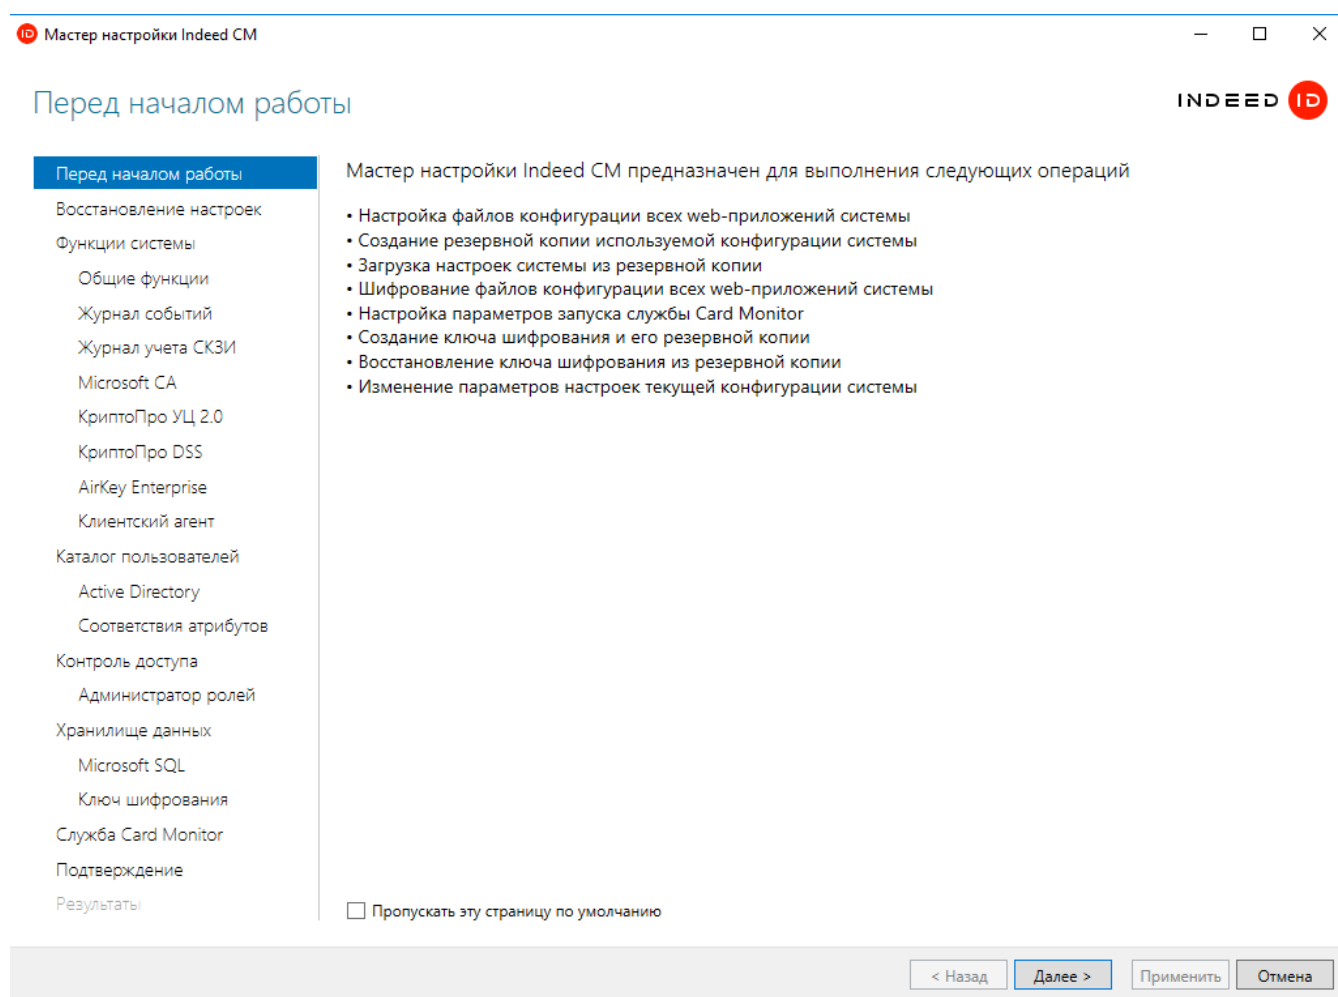 Мастер настройки Indeed CM
Перед началом работы
INDEED ID
Перед началом работы
Восстановление настроек
Функции системы
Общие функции
Журнал событий
Журнал учета СКЗИ
Microsoft CA
КриптоПро УЦ 2.0
КриптоПро DSS
AirKey Enterprise
Клиентский агент
Каталог пользователей
Active Directory
Соответствия атрибутов
Контроль доступа
Администратор ролей
Хранилище данных
Microsoft SQL
Ключ шифрования
Служба Card Monitor
Подтверждение
Результаты
Мастер настройки Indeed CM предназначен для выполнения следующих операций
• Настройка файлов конфигурации всех web-приложений системы
• Создание резервной копии используемой конфигурации системы
• Загрузка настроек системы из резервной копии
• Шифрование файлов конфигурации всех web-приложений системы
• Настройка параметров запуска службы Card Monitor
• Создание ключа шифрования и его резервной копии
• Восстановление ключа шифрования из резервной копии
• Изменение параметров настроек текущей конфигурации системы
Пропускать эту страницу по умолчанию
< Назад
Далее >
Применить
Отмена